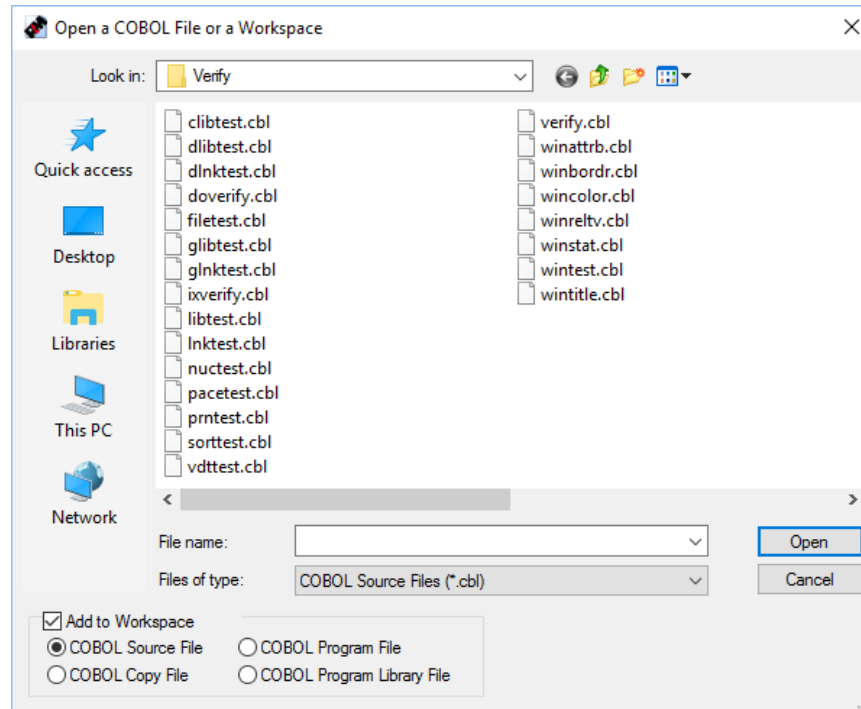 Open a COBOL File or a Workspace
Look in: Verify
Quick access
Desktop
Libraries
This PC
Network
clibtest.cbl
dlibtest.cbl
dlnktest.cbl
doverify.cbl
filetest.cbl
glibtest.cbl
glnktest.cbl
ixverify.cbl
libtest.cbl
lnktest.cbl
nuctest.cbl
pacetest.cbl
prntest.cbl
sorttest.cbl
vdttest.cbl
verify.cbl
winattrb.cbl
winbordr.cbl
wincolor.cbl
winreltv.cbl
winstat.cbl
wintest.cbl
wintitle.cbl
File name:
Open
Files of type: COBOL Source Files (*.cbl)
Cancel
Add to Workspace
COBOL Source File COBOL Program File
COBOL Copy File COBOL Program Library File